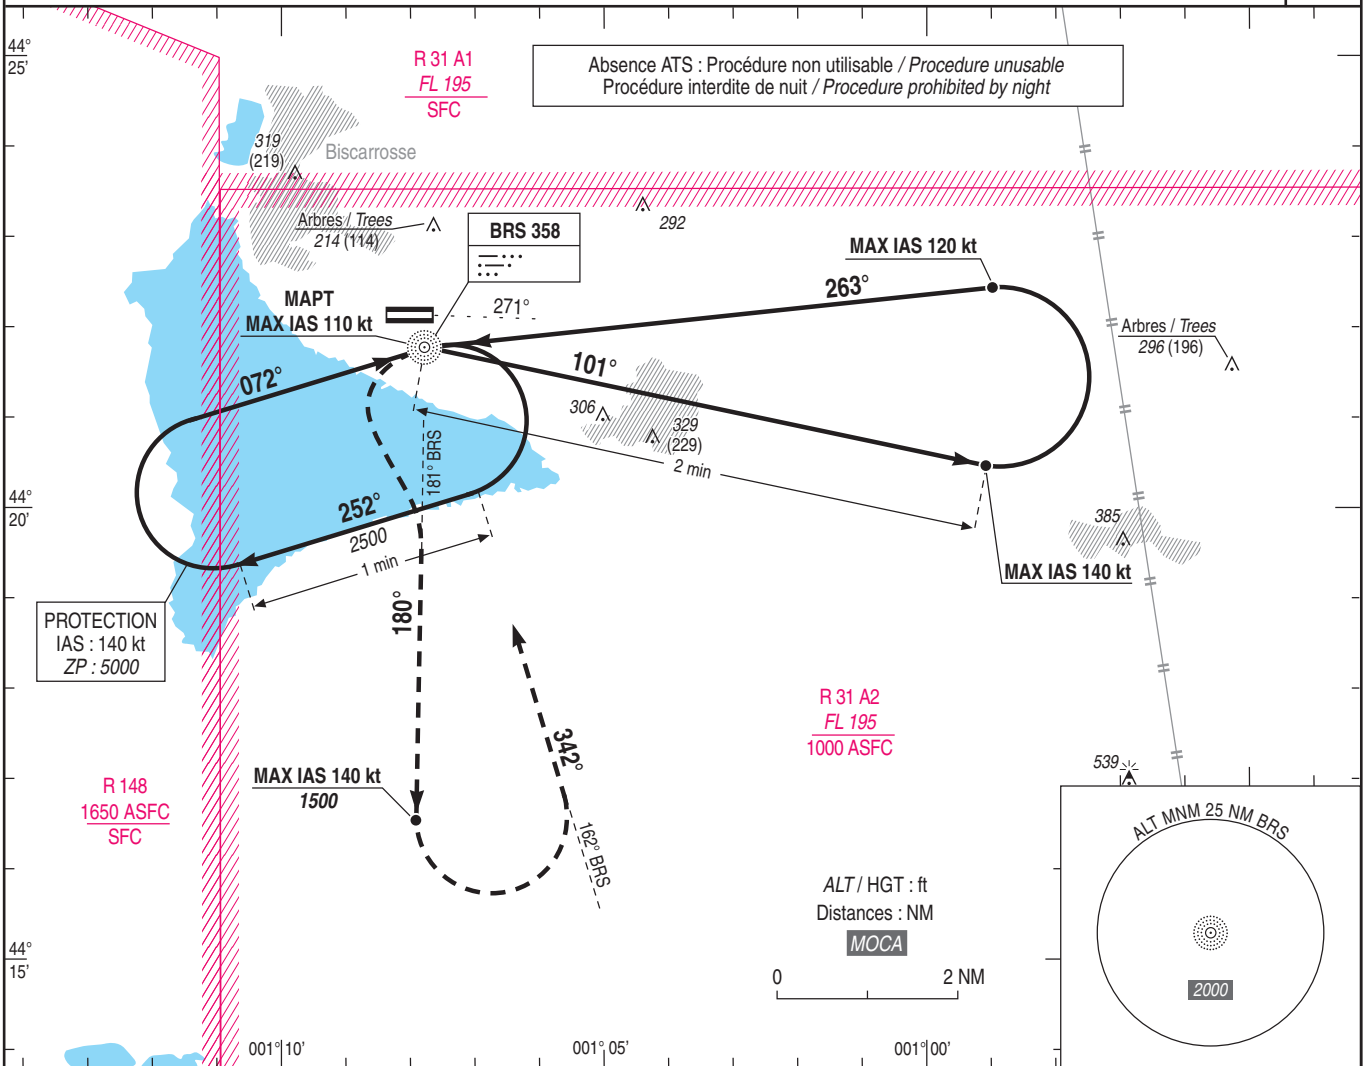 44°
25'
R 31 A1
FL 195
SFC
Absence ATS : Procédure non utilisable / Procedure unusable
Procédure interdite de nuit / Procedure prohibited by night
319
(219)
Biscarrosse
Arbres / Trees
214 (114)
292
BRS 358
MAX IAS 120 kt
MAPT
MAX IAS 110 kt
271°
263°
Arbres / Trees
296 (196)
072°
101°
306
329
(229)
2 min
181° BRS
44°
20'
252°
2500
1 min
385
MAX IAS 140 kt
PROTECTION
IAS : 140 kt
ZP : 5000
180°
342°
R 31 A2
FL 195
1000 ASFC
R 148
1650 ASFC
SFC
MAX IAS 140 kt
1500
162° BRS
539
ALT MNM 25 NM BRS
2000
ALT / HGT : ft
Distances : NM
MOCA
0 2 NM
44°
15'
001°10' 001°05' 001°00'